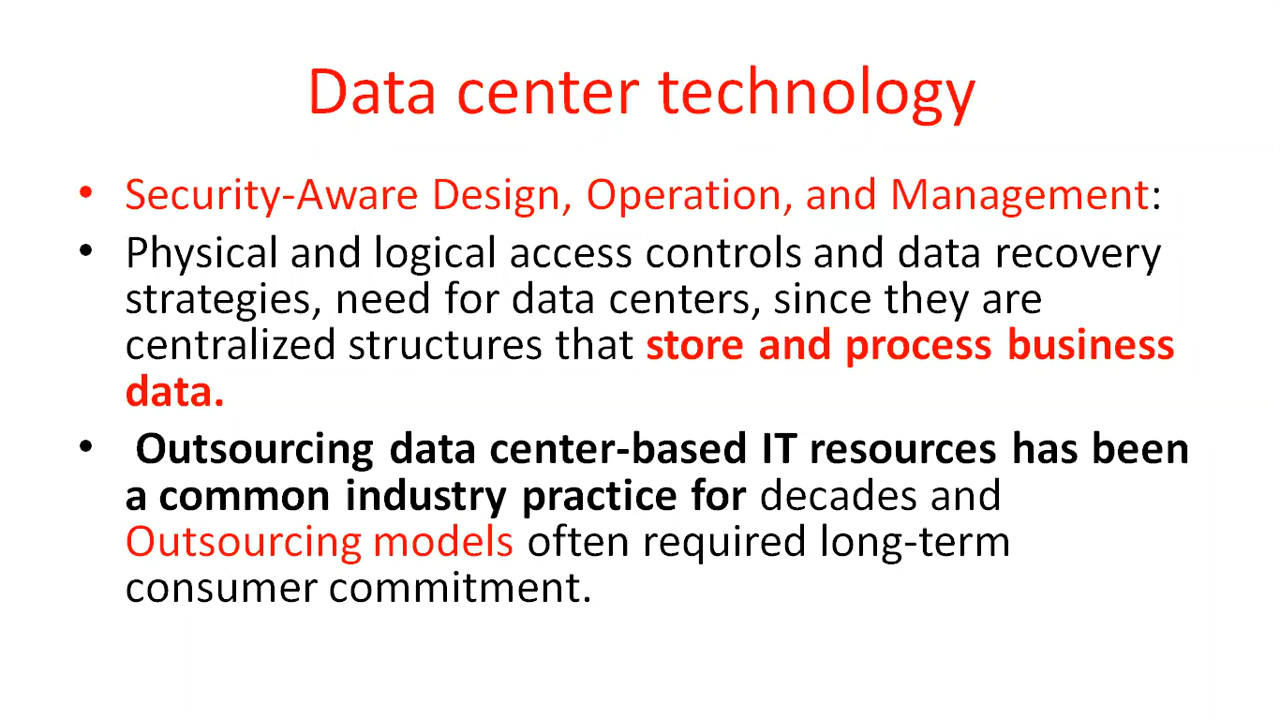 Data center technology
• Security-Aware Design, Operation, and Management:
• Physical and logical access controls and data recovery
strategies, need for data centers, since they are
centralized structures that store and process business
data.
• Outsourcing data center-based IT resources has been
a common industry practice for decades and
Outsourcing models often required long-term
consumer commitment.